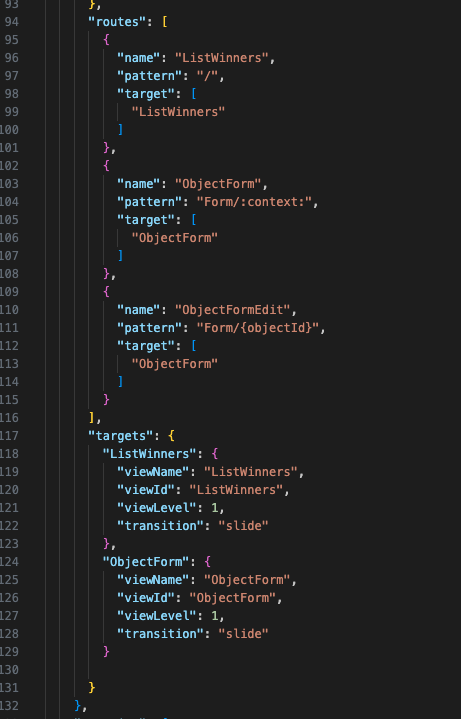 93 },
94 "routes": [
95 {
96 "name": "ListWinners",
97 "pattern": "/",
98 "target": [
99 "ListWinners"
100 ]
101 },
102 {
103 "name": "ObjectForm",
104 "pattern": "Form/:context:",
105 "target": [
106 "ObjectForm"
107 ]
108 },
109 {
110 "name": "ObjectFormEdit",
111 "pattern": "Form/{objectId}",
112 "target": [
113 "ObjectForm"
114 ]
115 }
116 ],
117 "targets": {
118 "ListWinners": {
119 "viewName": "ListWinners",
120 "viewId": "ListWinners",
121 "viewLevel": 1,
122 "transition": "slide"
123 },
124 "ObjectForm": {
125 "viewName": "ObjectForm",
126 "viewId": "ObjectForm",
127 "viewLevel": 1,
128 "transition": "slide"
129 }
130
131 }
132 },